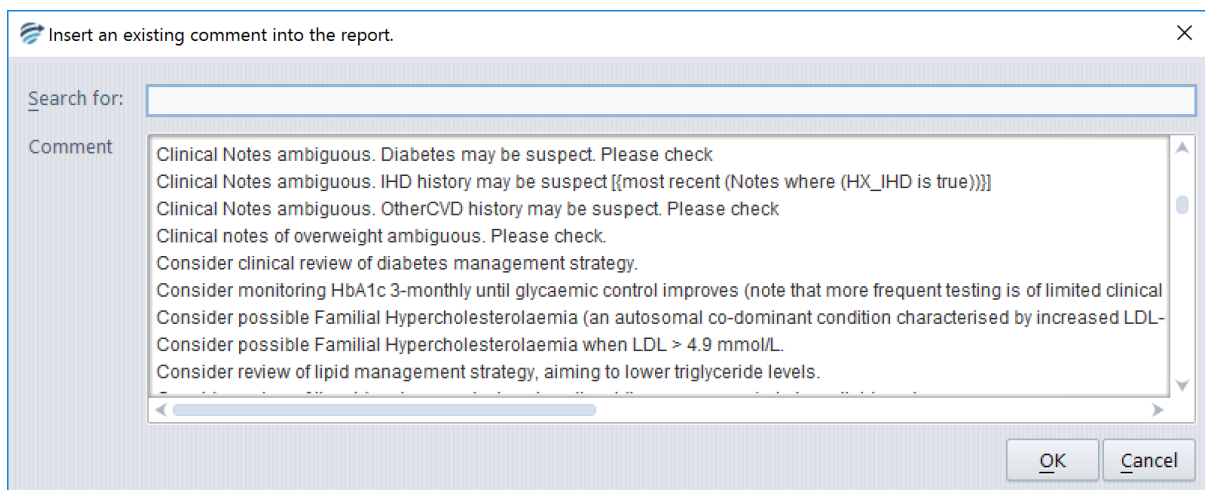 Insert an existing comment into the report.
Search for:
Comment
Clinical Notes ambiguous. Diabetes may be suspect. Please check
Clinical Notes ambiguous. IHD history may be suspect [{most recent (Notes where (HX_IHD is true))}]
Clinical Notes ambiguous. OtherCVD history may be suspect. Please check
Clinical notes of overweight ambiguous. Please check.
Consider clinical review of diabetes management strategy.
Consider monitoring HbA1c 3-monthly until glycaemic control improves (note that more frequent testing is of limited clinical
Consider possible Familial Hypercholesterolaemia (an autosomal co-dominant condition characterised by increased LDL-
Consider possible Familial Hypercholesterolaemia when LDL > 4.9 mmol/L.
Consider review of lipid management strategy, aiming to lower triglyceride levels.
OK
Cancel